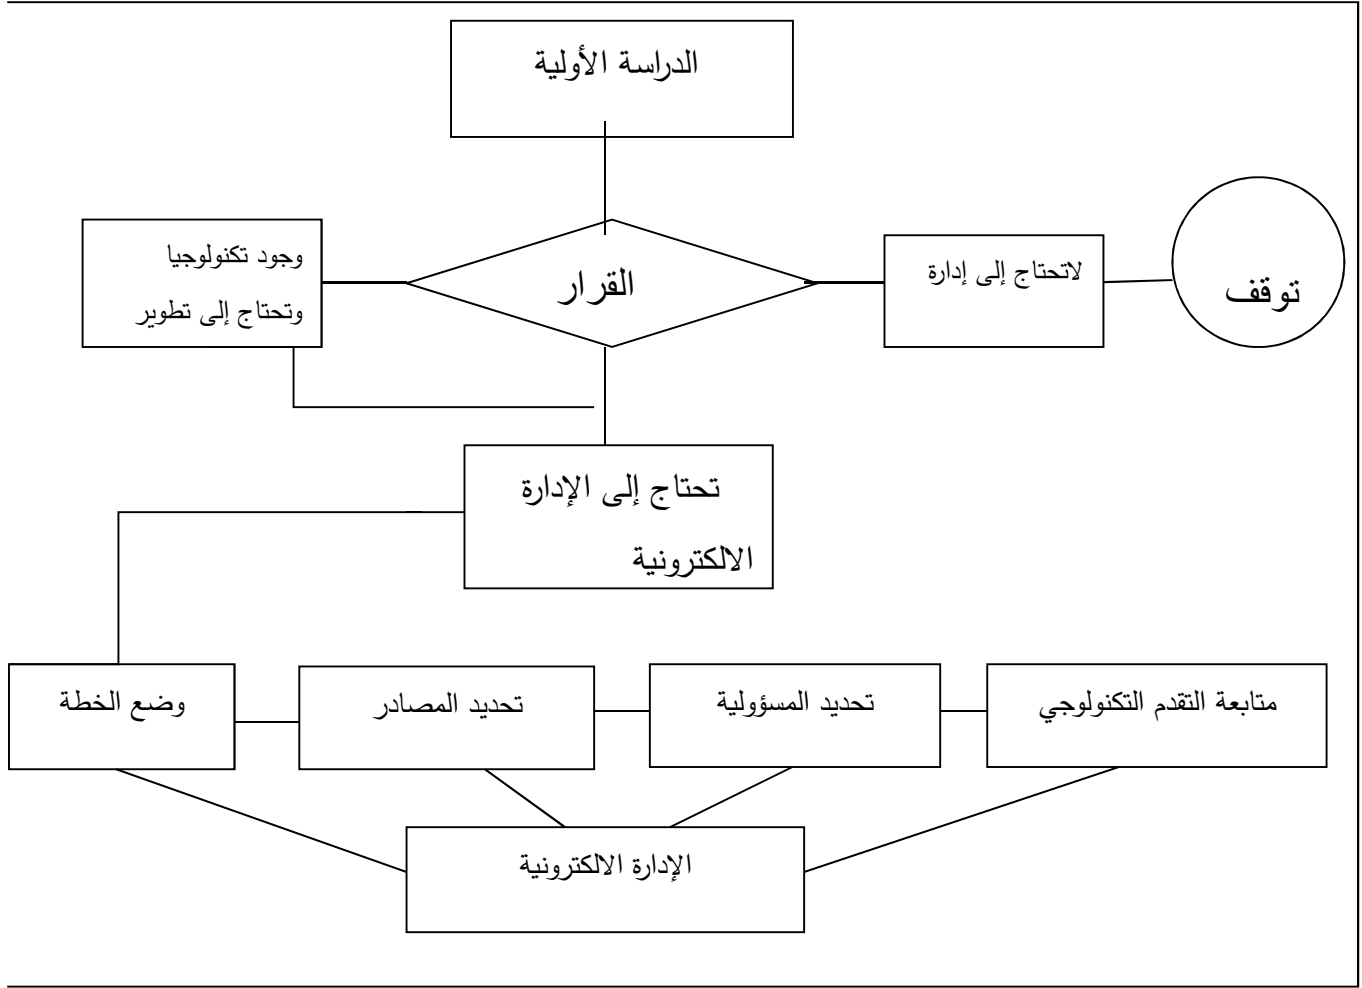 الدراسة الأولية
القرار
لاتحتاج إلى إدارة
توقف
وجود تكنولوجيا
وتحتاج إلى تطوير
تحتاج إلى الإدارة
الالكترونية
متابعة التقدم التكنولوجي
تحديد المسؤولية
تحديد المصادر
وضع الخطة
الإدارة الالكترونية